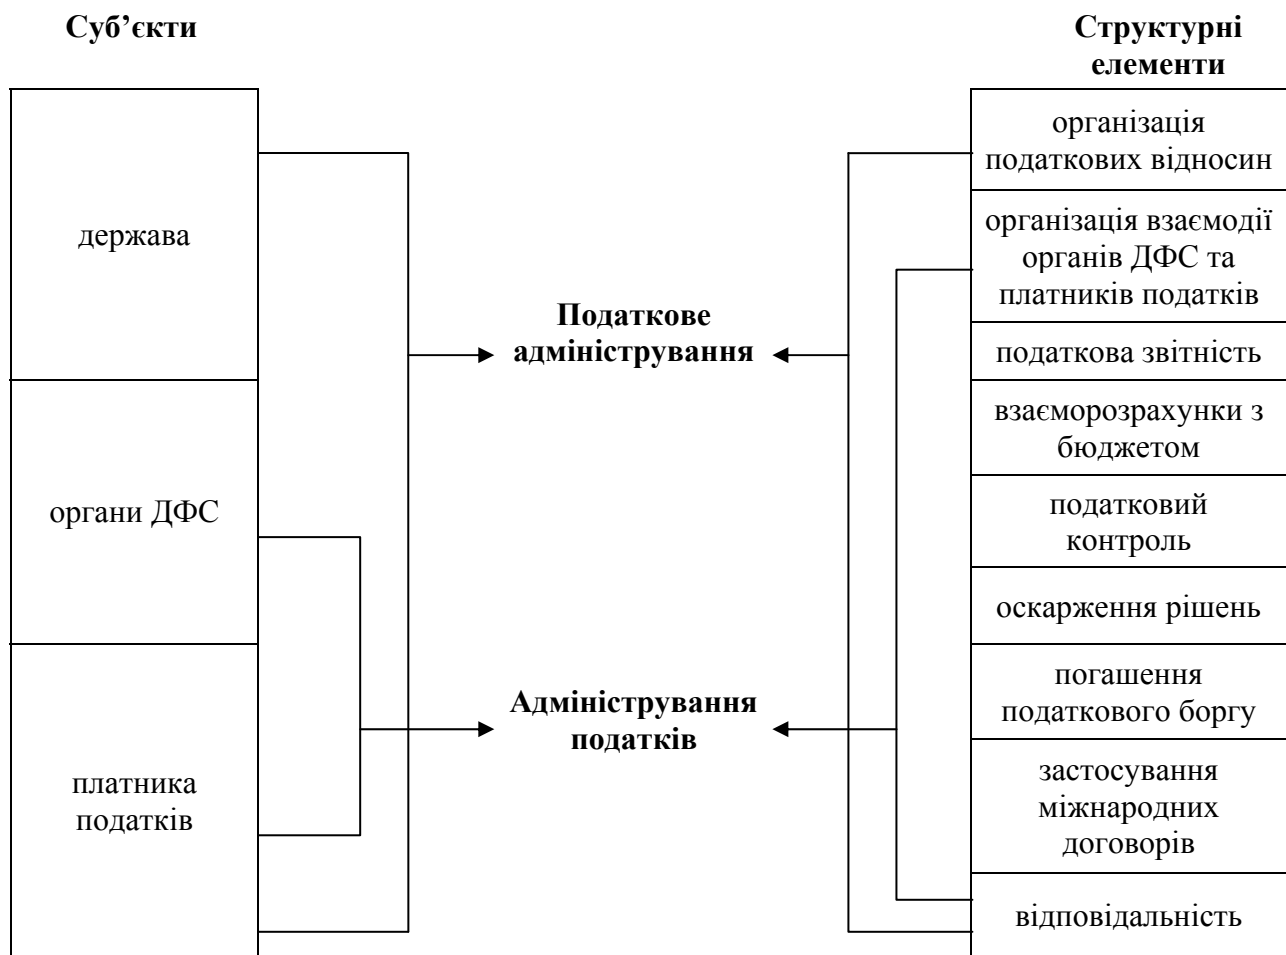 Суб’єкти
держава
органи ДФС
платника
податків
Податкове
адміністрування
Адміністрування
податків
Структурні
елементи
організація
податкових відносин
організація взаємодії
органів ДФС та
платників податків
податкова звітність
взаєморозрахунки з
бюджетом
податковий
контроль
оскарження рішень
погашення
податкового боргу
застосування
міжнародних
договорів
відповідальність